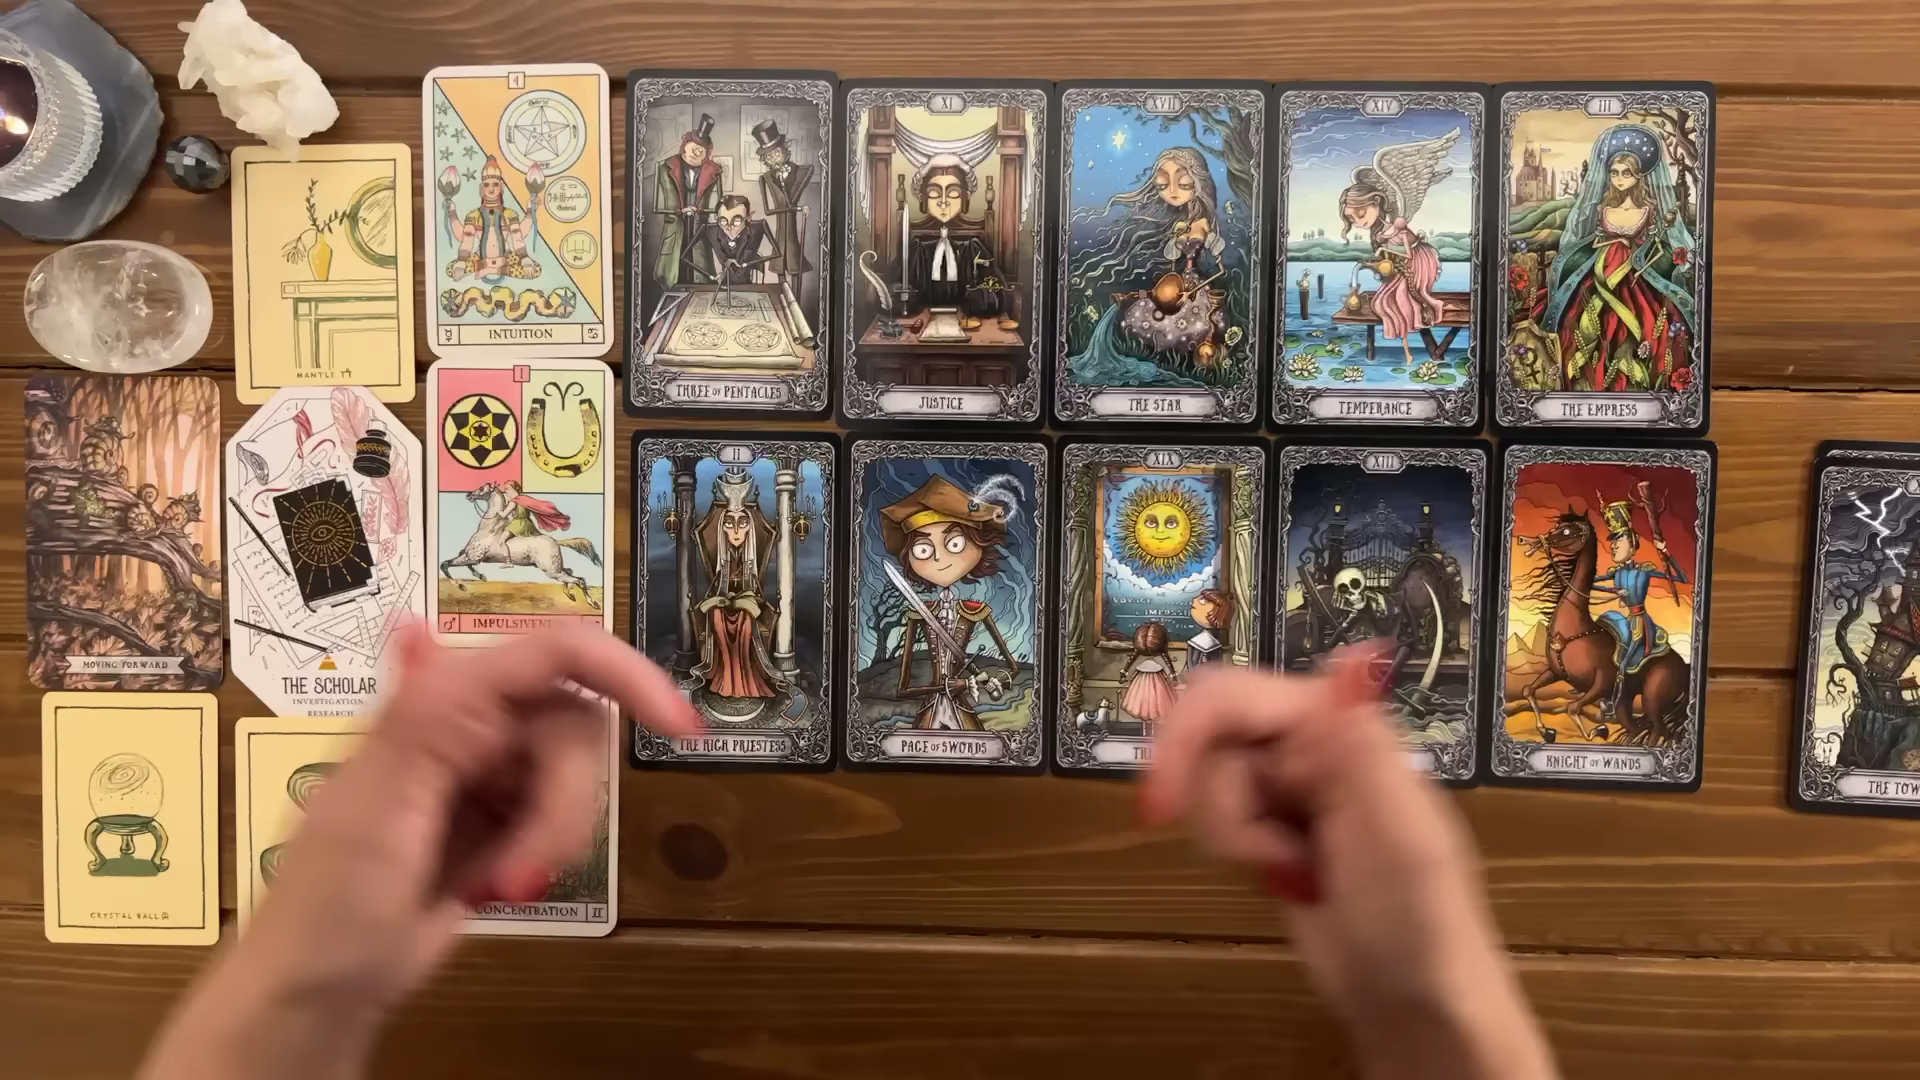 MANTLE
INTUITION
THREE OF PENTACLES
XI
JUSTICE
XVII
THE STAR
XIV
TEMPERANCE
III
THE EMPRESS
MOVING FORWARD
THE SCHOLAR
INVESTIGATION
RESEARCH
I
II
THE HIGH PRIESTESS
PAGE OF SWORDS
XIX
XIII
KNIGHT OF WANDS
CRYSTAL BALL
CONCENTRATION
II